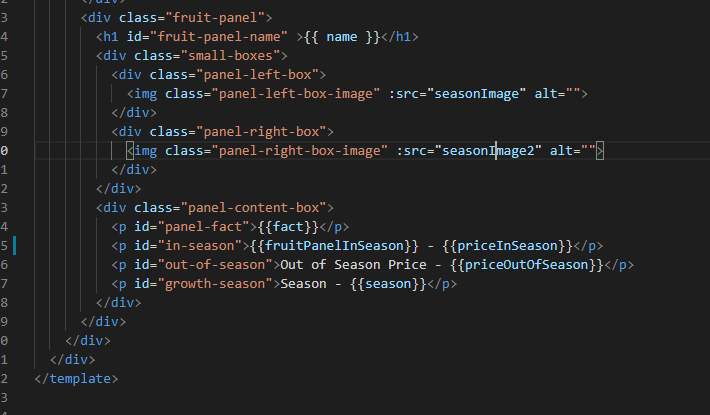 2 </div>
3 <div class="fruit-panel">
4 <h1 id="fruit-panel-name" >{{ name }}</h1>
5 <div class="small-boxes">
6 <div class="panel-left-box">
7 <img class="panel-left-box-image" :src="seasonImage" alt="">
8 </div>
9 <div class="panel-right-box">
0 <img class="panel-right-box-image" :src="seasonImage2" alt="">
1 </div>
2 </div>
3 <div class="panel-content-box">
4 <p id="panel-fact">{{fact}}</p>
5 <p id="in-season">{{fruitPanelInSeason}} - {{priceInSeason}}</p>
6 <p id="out-of-season">Out of Season Price - {{priceOutOfSeason}}</p>
7 <p id="growth-season">Season - {{season}}</p>
8 </div>
9 </div>
0 </div>
1 </div>
2 </template>
3
4